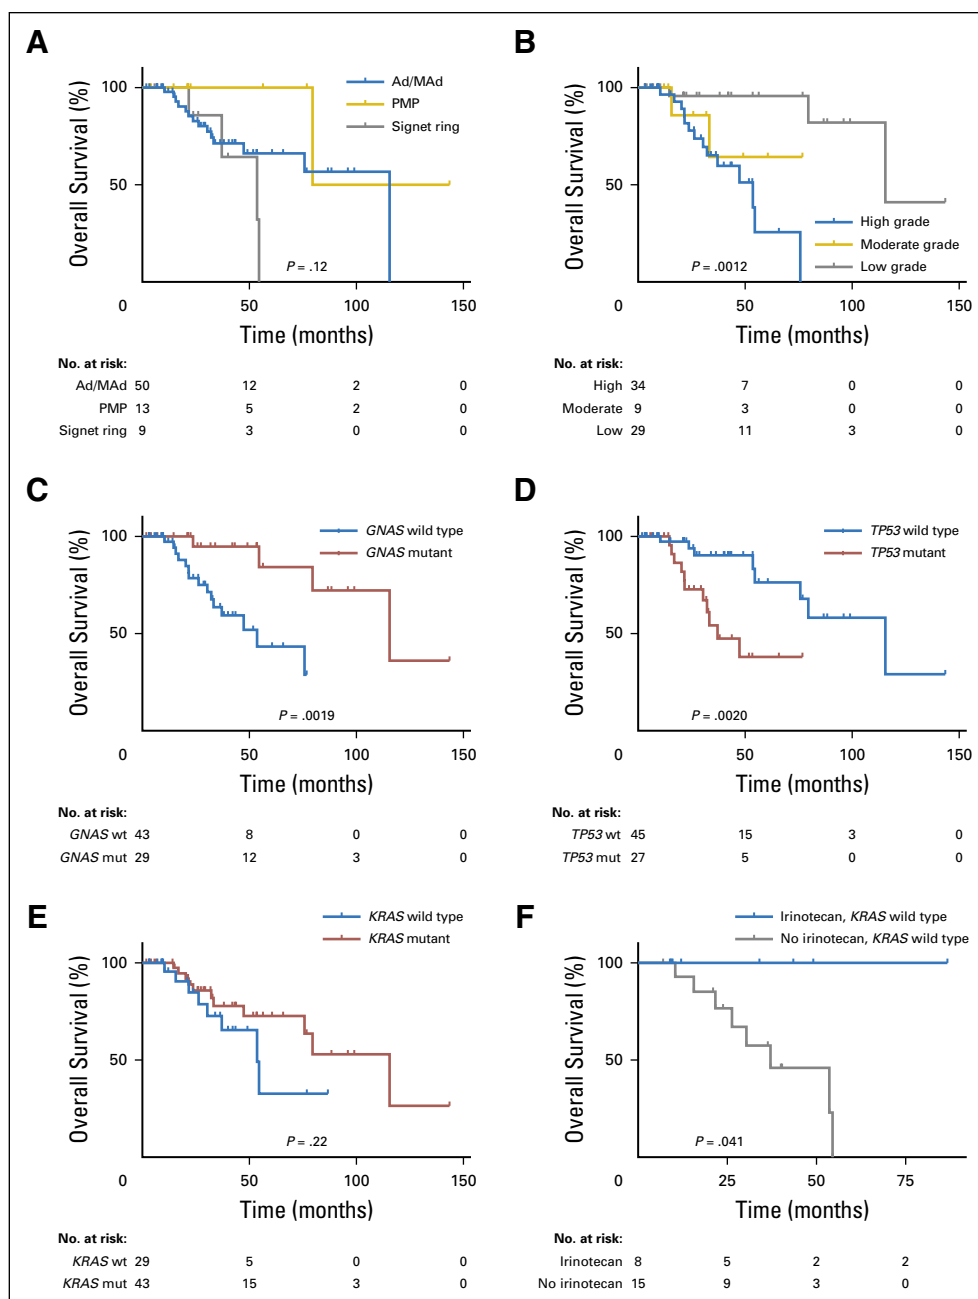 A
Overall Survival (%)
100
50
0
50
100
150
Ad/MAd
PMP
Signet ring
P = .12
Time (months)
No. at risk:
Ad/MAd 50 12 2 0
PMP 13 5 2 0
Signet ring 9 3 0 0
B
Overall Survival (%)
100
50
0
50
100
150
High grade
Moderate grade
Low grade
P = .0012
Time (months)
No. at risk:
High 34 7 0 0
Moderate 9 3 0 0
Low 29 11 3 0
C
Overall Survival (%)
100
50
0
50
100
150
GNAS wild type
GNAS mutant
P = .0019
Time (months)
No. at risk:
GNAS wt 43 8 0 0
GNAS mut 29 12 3 0
D
Overall Survival (%)
100
50
0
50
100
150
TP53 wild type
TP53 mutant
P = .0020
Time (months)
No. at risk:
TP53 wt 45 15 3 0
TP53 mut 27 5 0 0
E
Overall Survival (%)
100
50
0
50
100
150
KRAS wild type
KRAS mutant
P = .22
Time (months)
No. at risk:
KRAS wt 29 5 0 0
KRAS mut 43 15 3 0
F
Overall Survival (%)
100
50
0
25
50
75
Irinotecan, KRAS wild type
No irinotecan, KRAS wild type
P = .041
Time (months)
No. at risk:
Irinotecan 8 5 2 2
No irinotecan 15 9 3 0